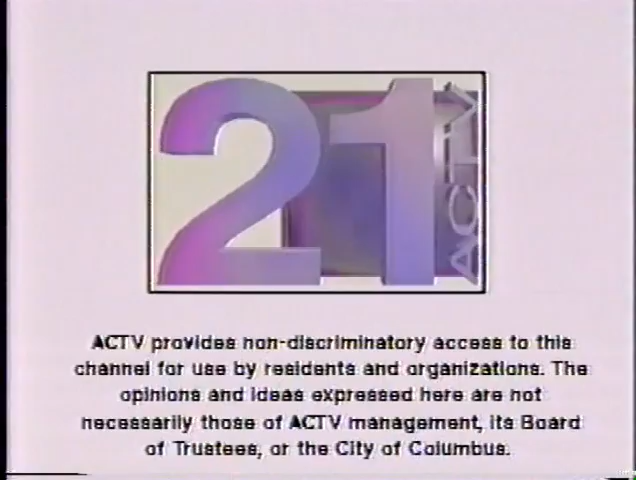 21
ACTV
ACTV provides non-discriminatory access to this
channel for use by residents and organizations. The
opinions and ideas expressed here are not
necessarily those of ACTV management, its Board
of Trustees, or the City of Columbus.